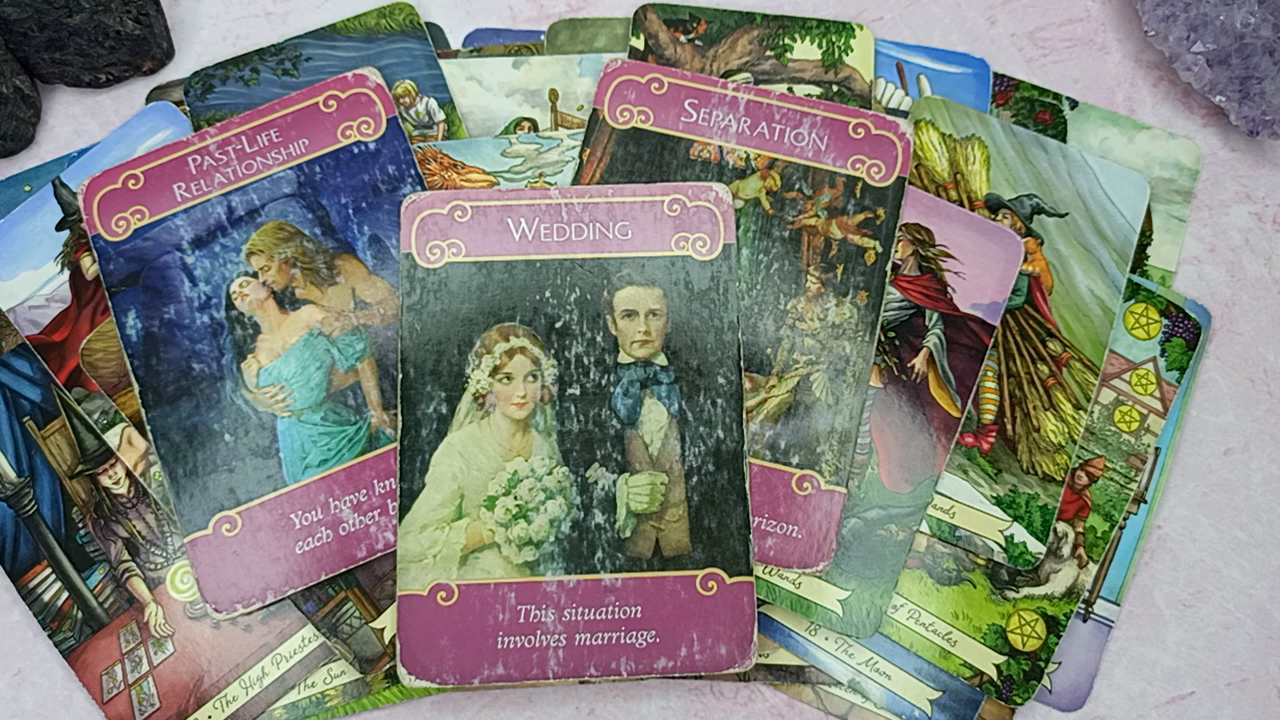 PAST-LIFE
RELATIONSHIP
You have kn
each other b
WEDDING
This situation
involves marriage.
SEPARATION
rizon.
ands
Wands
of Pentacles
18 • The Moon
The High Priestes
The Sun